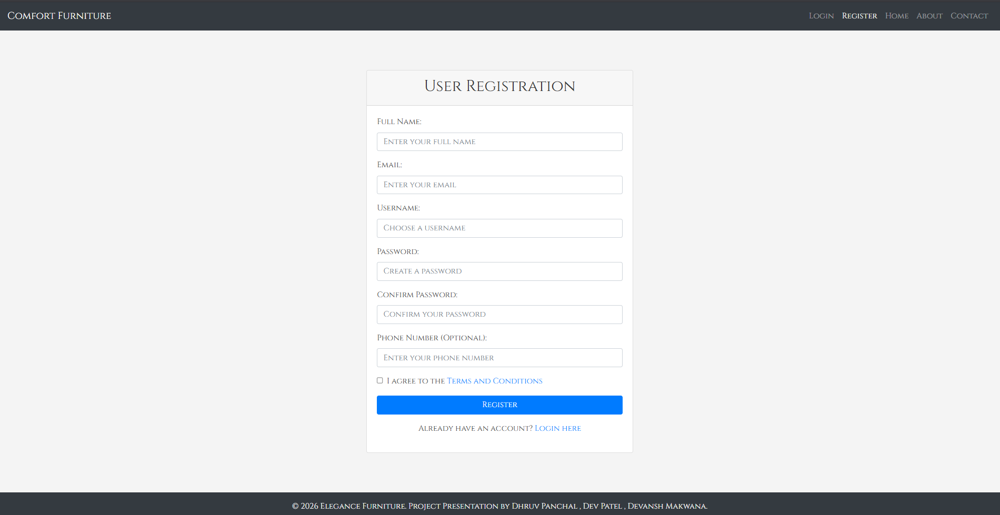 Comfort Furniture
Login Register Home About Contact
User Registration
Full Name:
Enter your full name
Email:
Enter your email
Username:
Choose a username
Password:
Create a password
Confirm Password:
Confirm your password
Phone Number (Optional):
Enter your phone number
I agree to the Terms and Conditions
Register
Already have an account? Login here
© 2026 Elegance Furniture. Project Presentation by Dhruv Panchal , Dev Patel , Devansh Makwana.